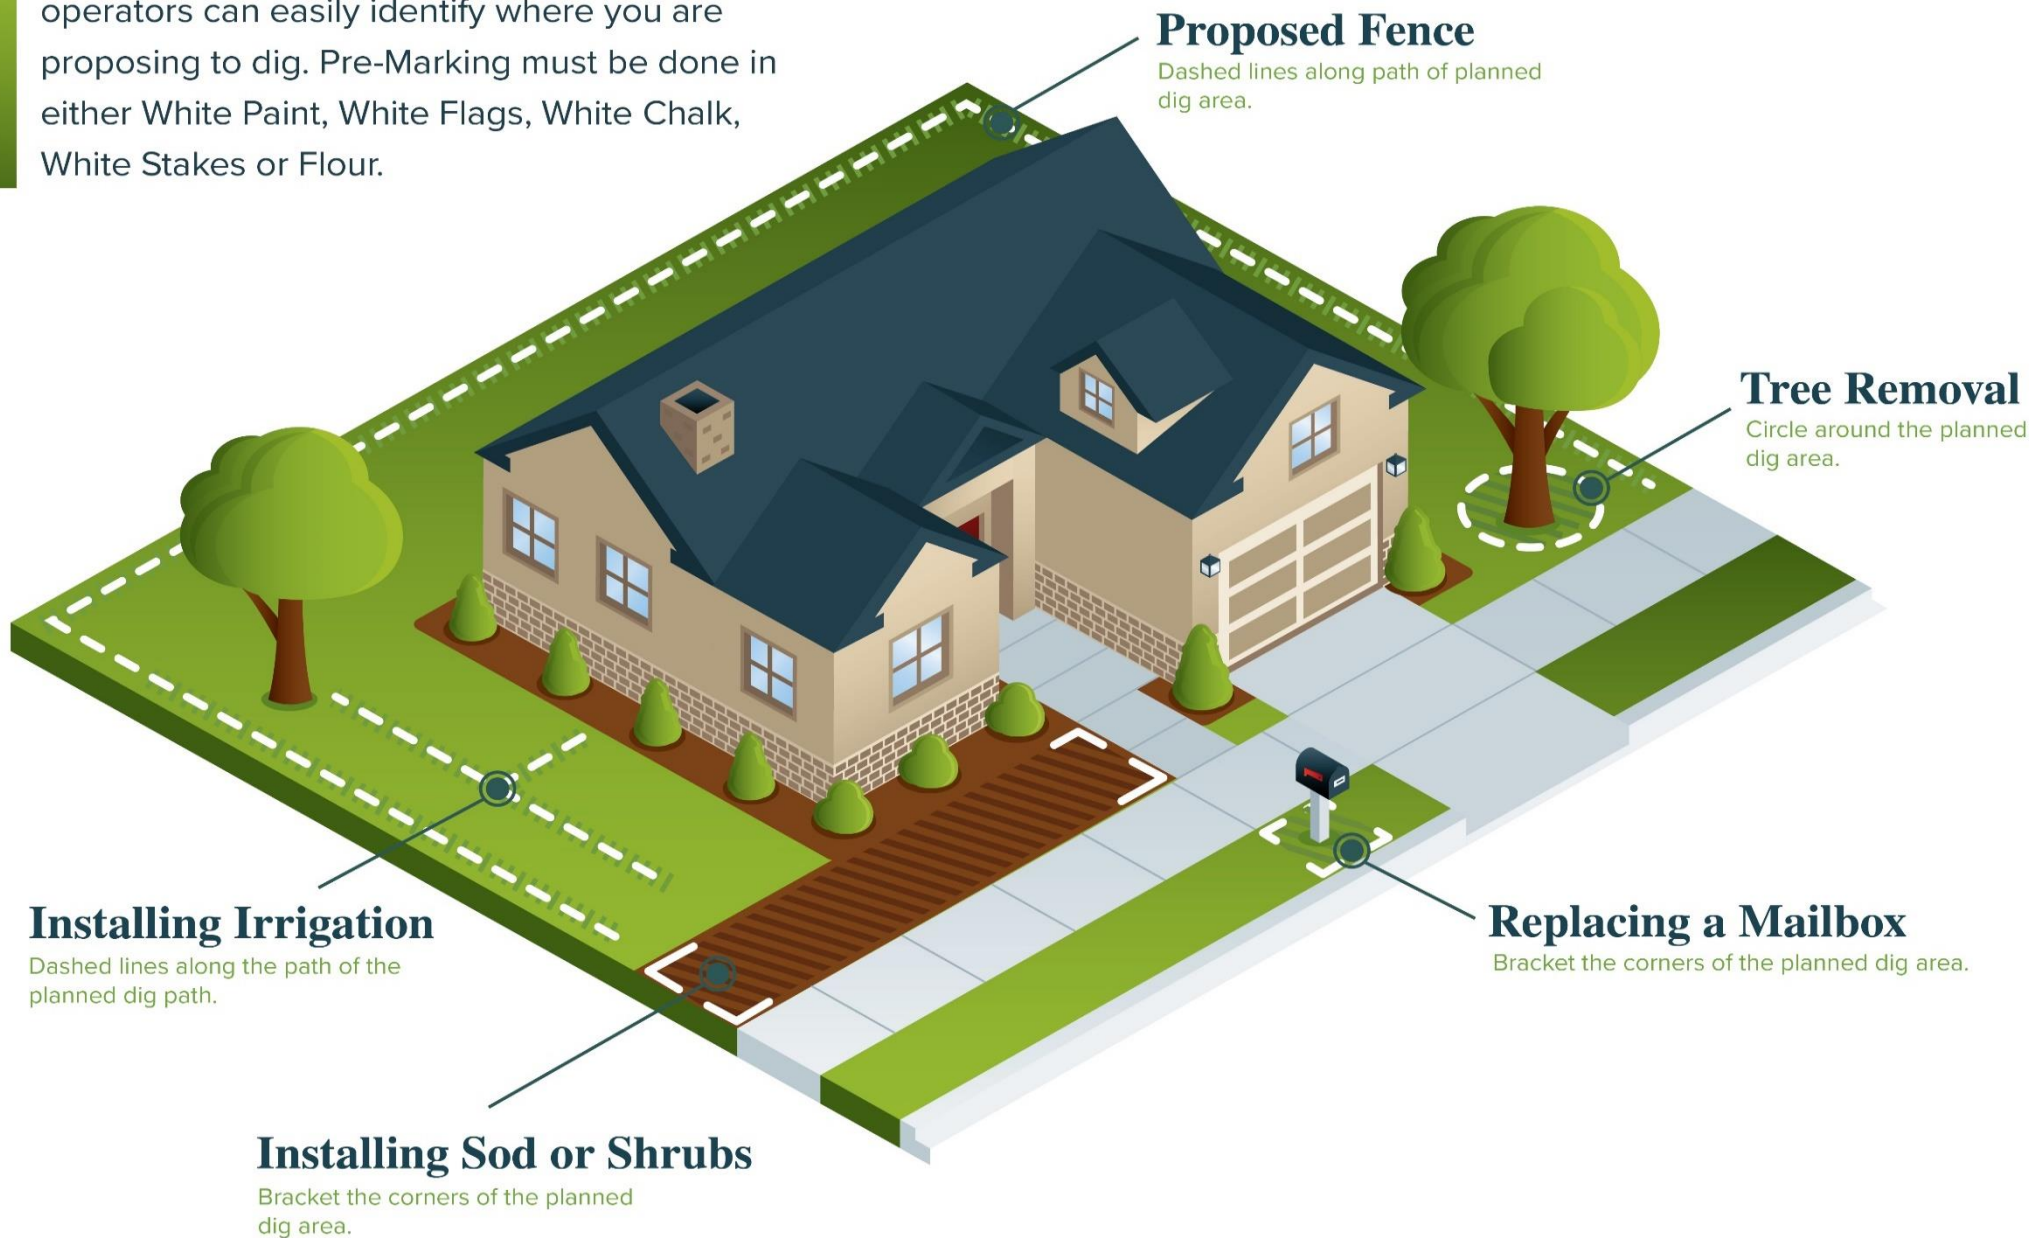 operators can easily identify where you are
proposing to dig. Pre-Marking must be done in
either White Paint, White Flags, White Chalk,
White Stakes or Flour.
Proposed Fence
Dashed lines along path of planned
dig area.
Tree Removal
Circle around the planned
dig area.
Installing Irrigation
Dashed lines along the path of the
planned dig path.
Replacing a Mailbox
Bracket the corners of the planned dig area.
Installing Sod or Shrubs
Bracket the corners of the planned
dig area.